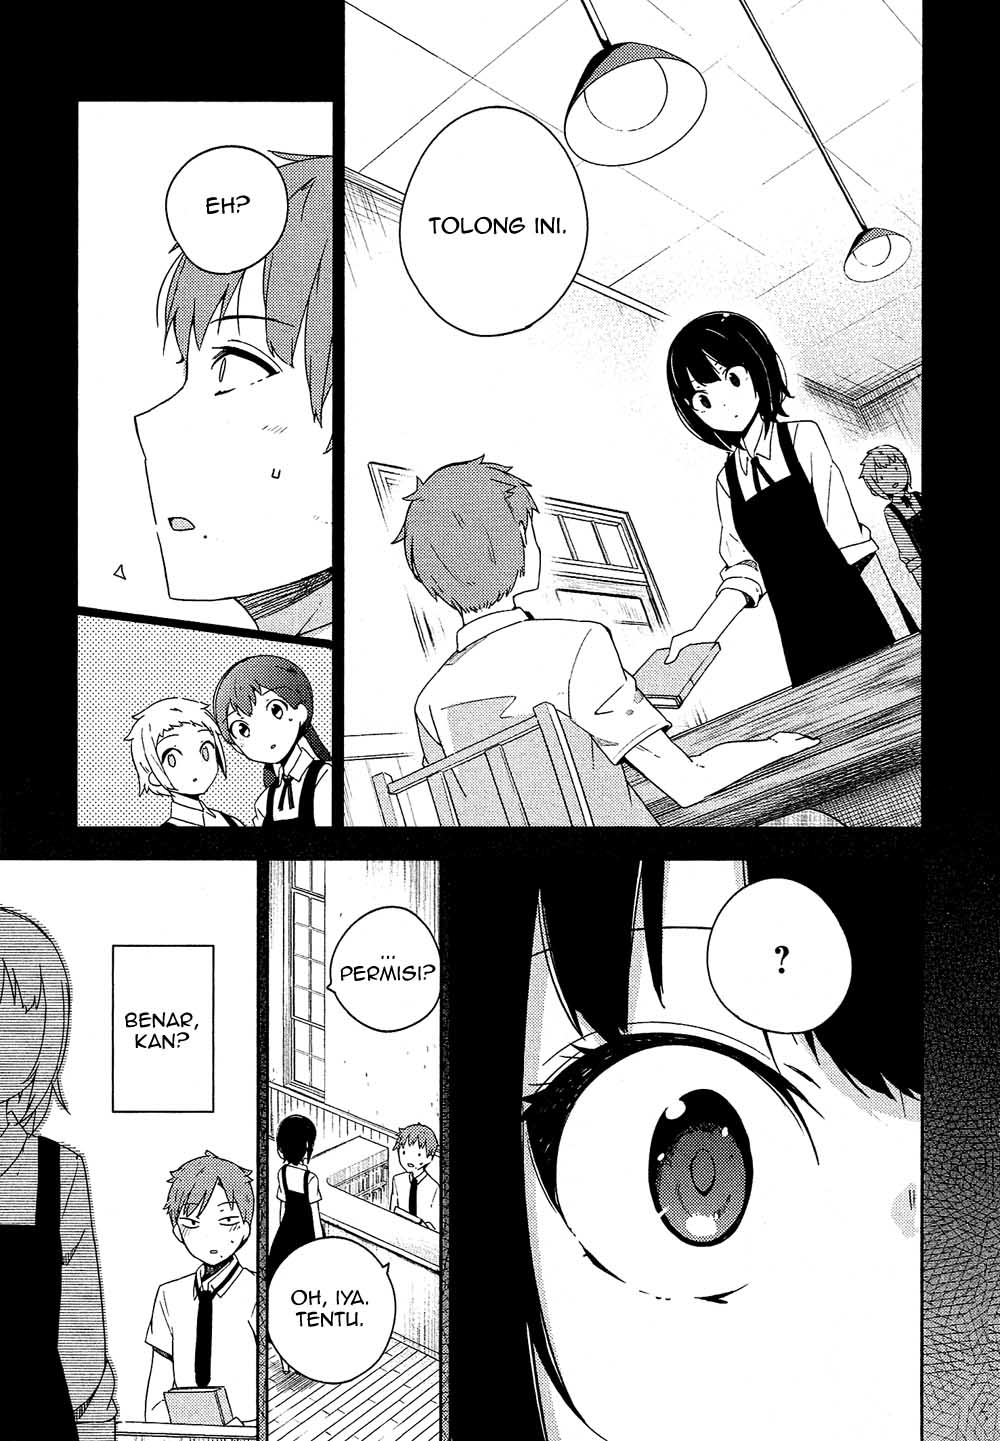 TOLONG INI.
EH?
?
...
PERMISI?
OH, IYA.
TENTU.
BENAR,
KAN?